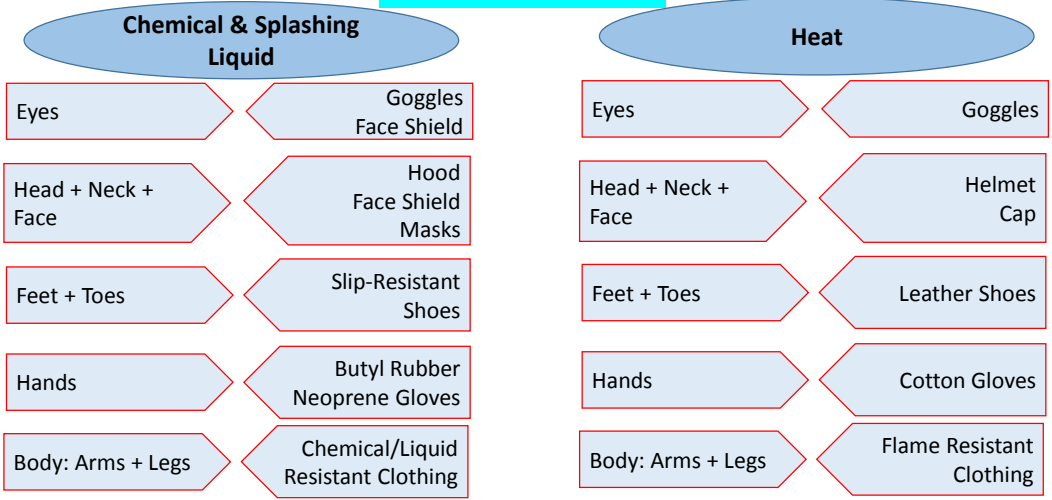 Chemical & Splashing
Liquid
Eyes
Goggles
Face Shield
Head + Neck +
Face
Hood
Face Shield
Masks
Feet + Toes
Slip-Resistant
Shoes
Hands
Butyl Rubber
Neoprene Gloves
Body: Arms + Legs
Chemical/Liquid
Resistant Clothing
Heat
Eyes
Goggles
Head + Neck +
Face
Helmet
Cap
Feet + Toes
Leather Shoes
Hands
Cotton Gloves
Body: Arms + Legs
Flame Resistant
Clothing